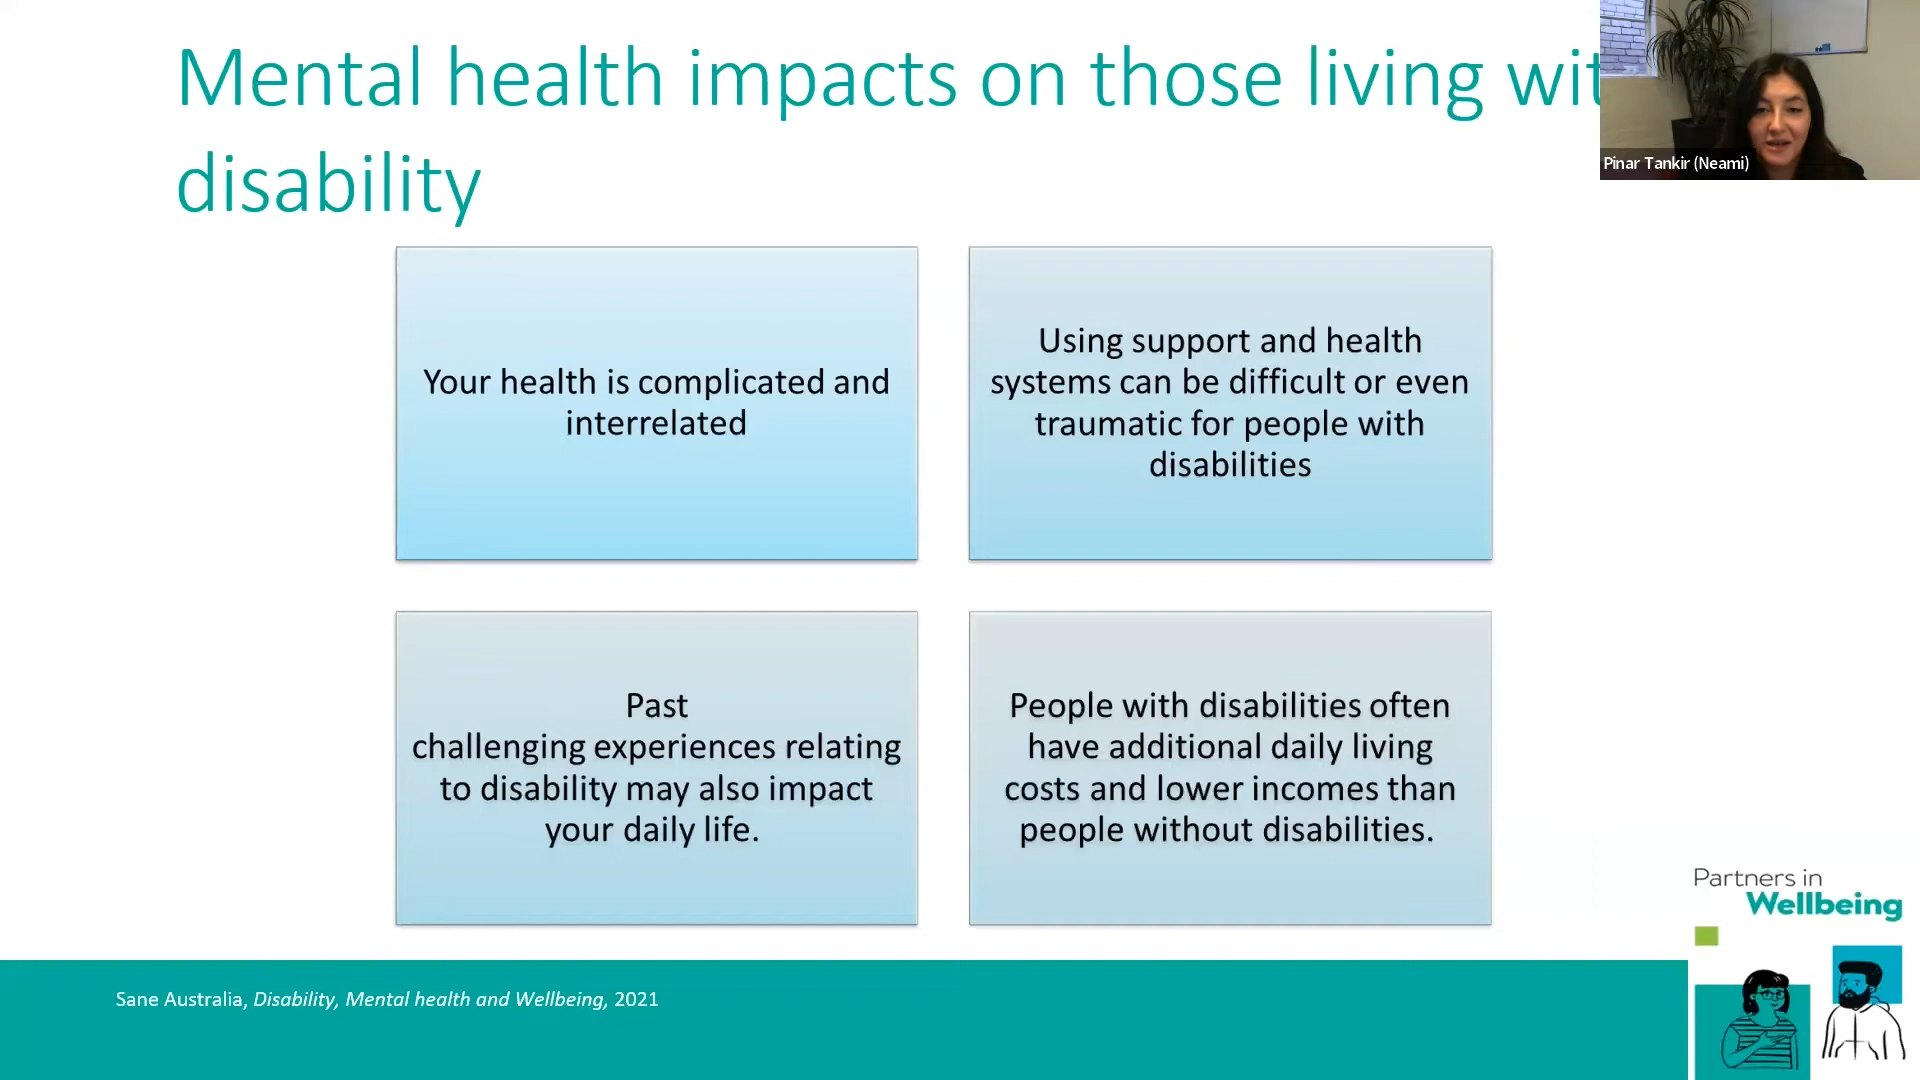 Mental health impacts on those living wit
disability
Pinar Tankir (Neami)
Your health is complicated and
interrelated
Using support and health
systems can be difficult or even
traumatic for people with
disabilities
Past
challenging experiences relating
to disability may also impact
your daily life.
People with disabilities often
have additional daily living
costs and lower incomes than
people without disabilities.
Partners in
Wellbeing
Sane Australia, Disability, Mental health and Wellbeing, 2021